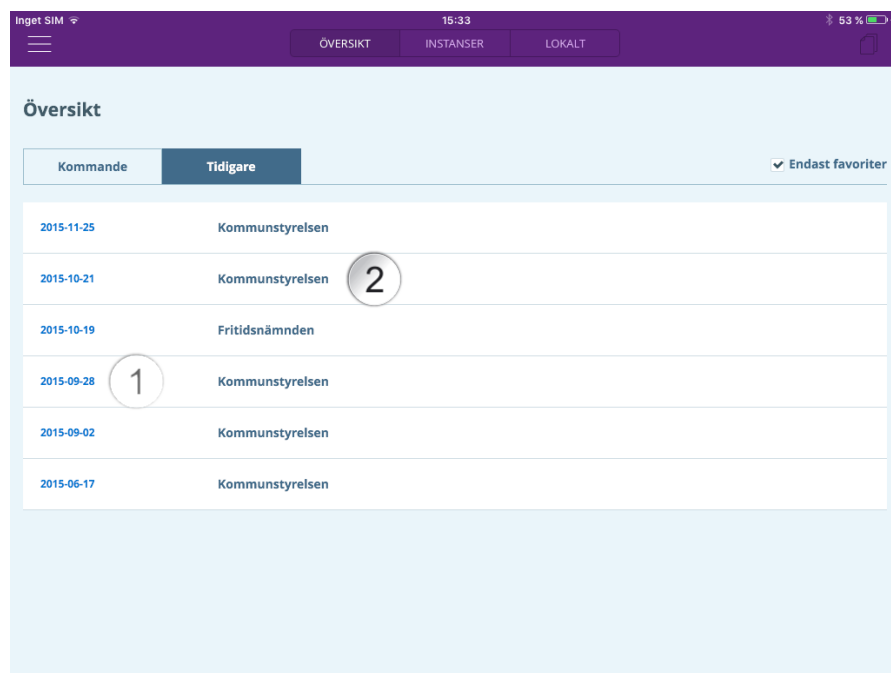 Inget SIM 15:33 53 %
ÖVERSIKT INSTANSER LOKALT
Översikt
Kommande Tidigare Endast favoriter
2015-11-25 Kommunstyrelsen
2015-10-21 Kommunstyrelsen 2
2015-10-19 Fritidsnämnden
2015-09-28 1 Kommunstyrelsen
2015-09-02 Kommunstyrelsen
2015-06-17 Kommunstyrelsen